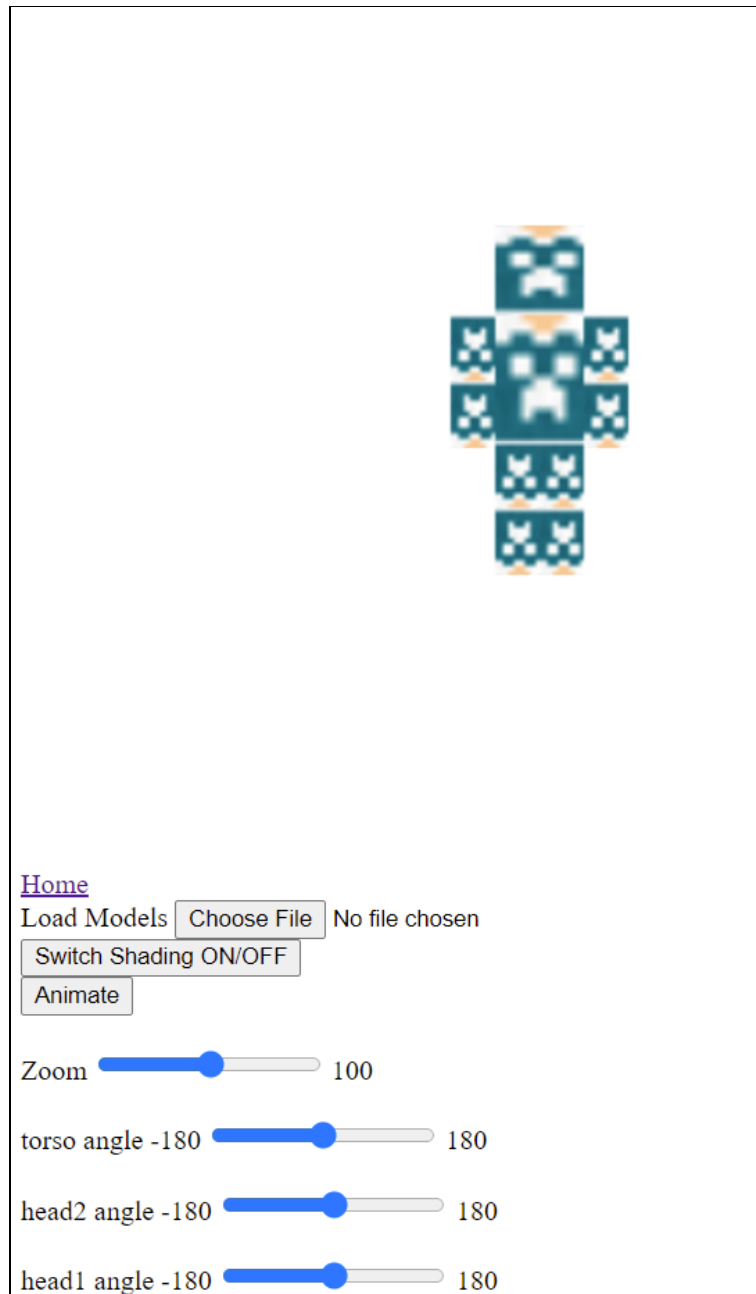 Home
Load Models Choose File No file chosen
Switch Shading ON/OFF
Animate
Zoom 100
torso angle -180 180
head2 angle -180 180
head1 angle -180 180